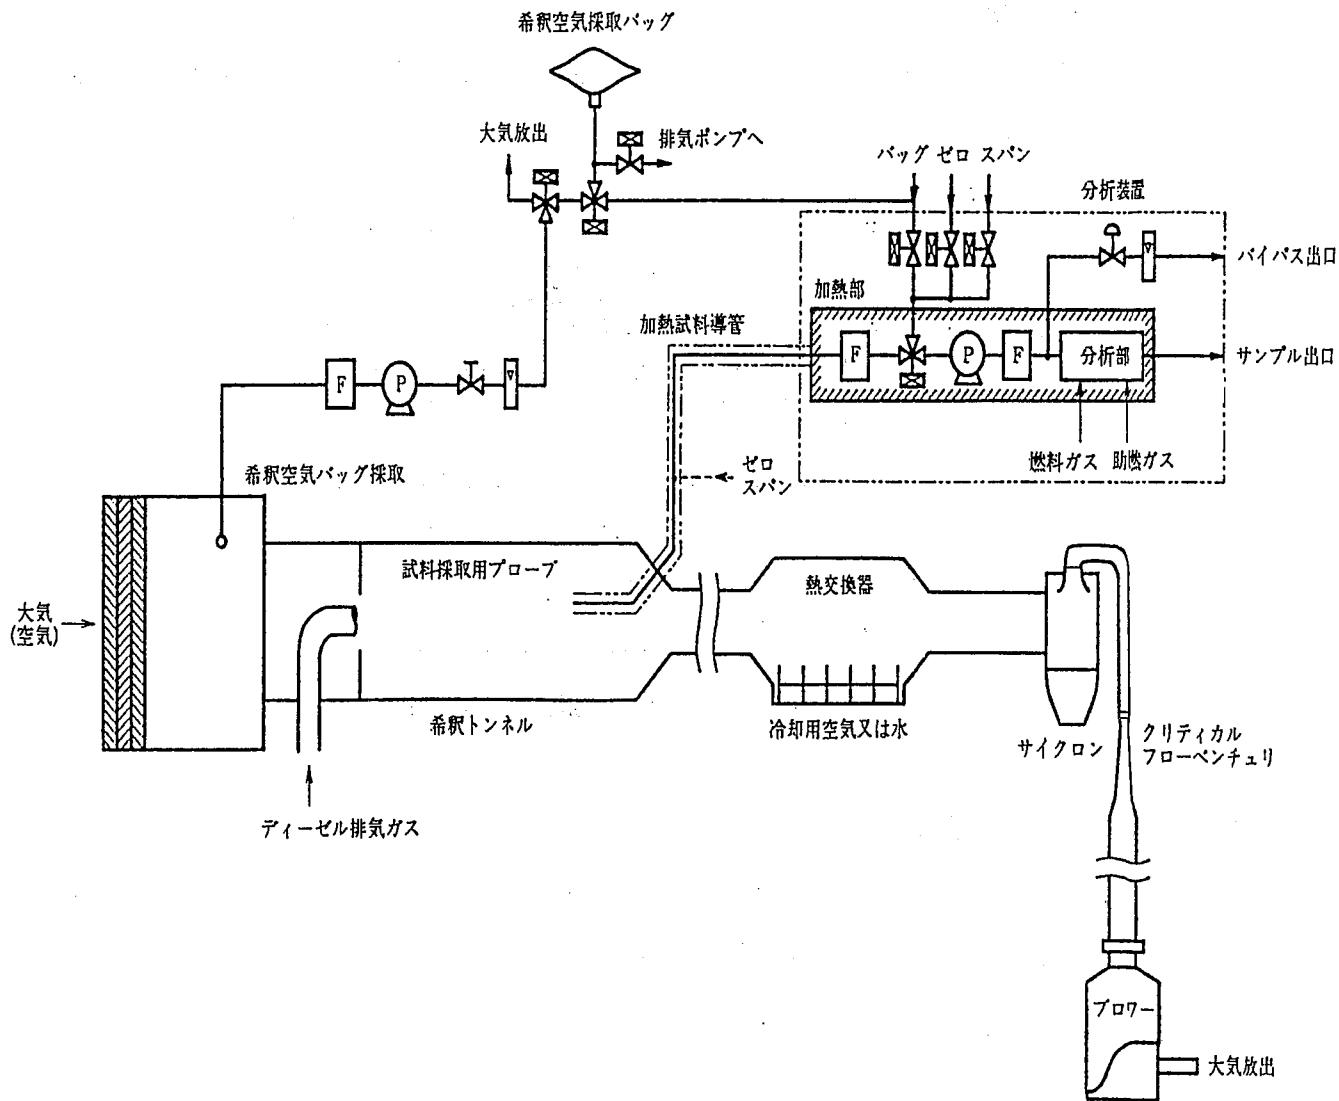 希釈空気採取バッグ
大気放出
排気ポンプへ
バッグ ゼロ スパン
分析装置
バイパス出口
加熱部
加熱試料導管
F
P
F
分析部
サンプル出口
F
P
燃料ガス 助燃ガス
希釈空気バッグ採取
ゼロ
スパン
試料採取用プローブ
熱交換器
大気
(空気)
希釈トンネル
冷却用空気又は水
サイクロン
クリティカル
フローベンチュリ
ディーゼル排気ガス
ブロワー
大気放出